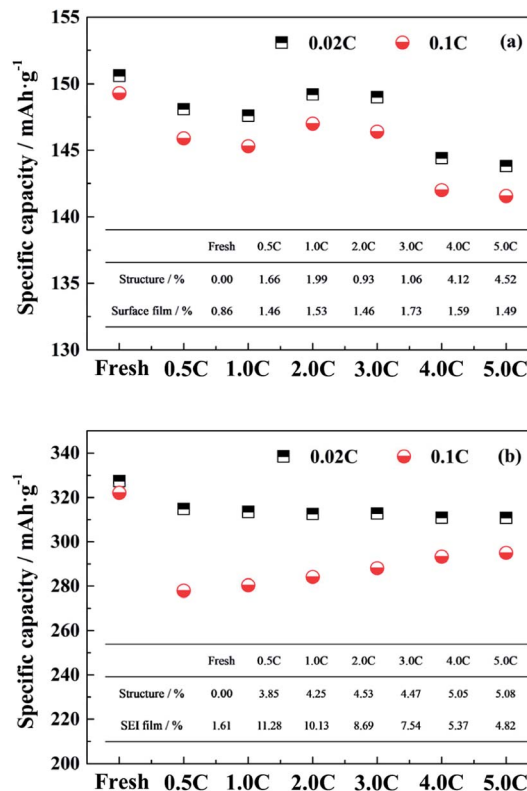 155
0.02C 0.1C (a)
150
145
140
Fresh 0.5C 1.0C 2.0C 3.0C 4.0C 5.0C
135
Structure / % 0.00 1.66 1.99 0.93 1.06 4.12 4.52
Surface film / % 0.86 1.46 1.53 1.46 1.73 1.59 1.49
130
Specific capacity / mAh·g⁻¹
Fresh 0.5C 1.0C 2.0C 3.0C 4.0C 5.0C
340
0.02C 0.1C (b)
320
300
280
260
Fresh 0.5C 1.0C 2.0C 3.0C 4.0C 5.0C
240
Structure / % 0.00 3.85 4.25 4.53 4.47 5.05 5.08
220
SEI film / % 1.61 11.28 10.13 8.69 7.54 5.37 4.82
200
Specific capacity / mAh·g⁻¹
Fresh 0.5C 1.0C 2.0C 3.0C 4.0C 5.0C